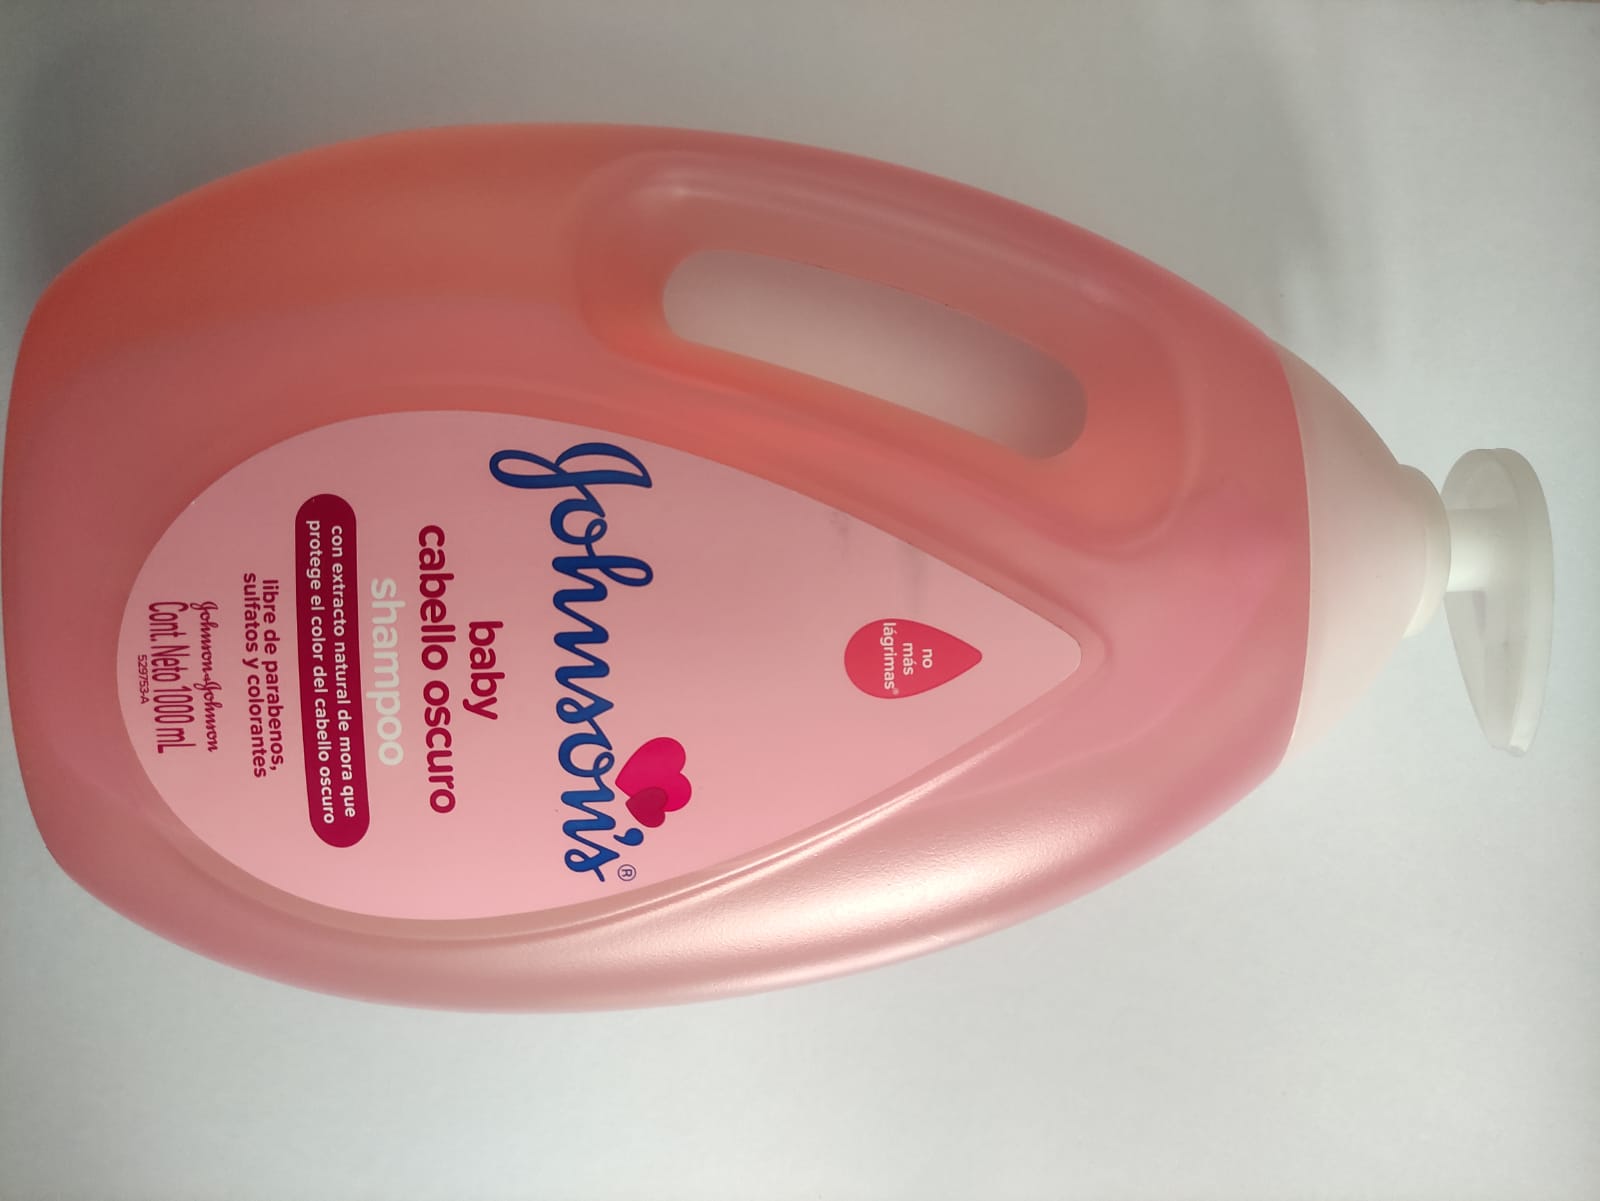 no
más
lágrimas®
Johnson's®
baby
cabello oscuro
shampoo
con extracto natural de mora que
protege el color del cabello oscuro
libre de parabenos,
sulfatos y colorantes
Johnson&Johnson
Cont. Neto 1000 mL
529753-A